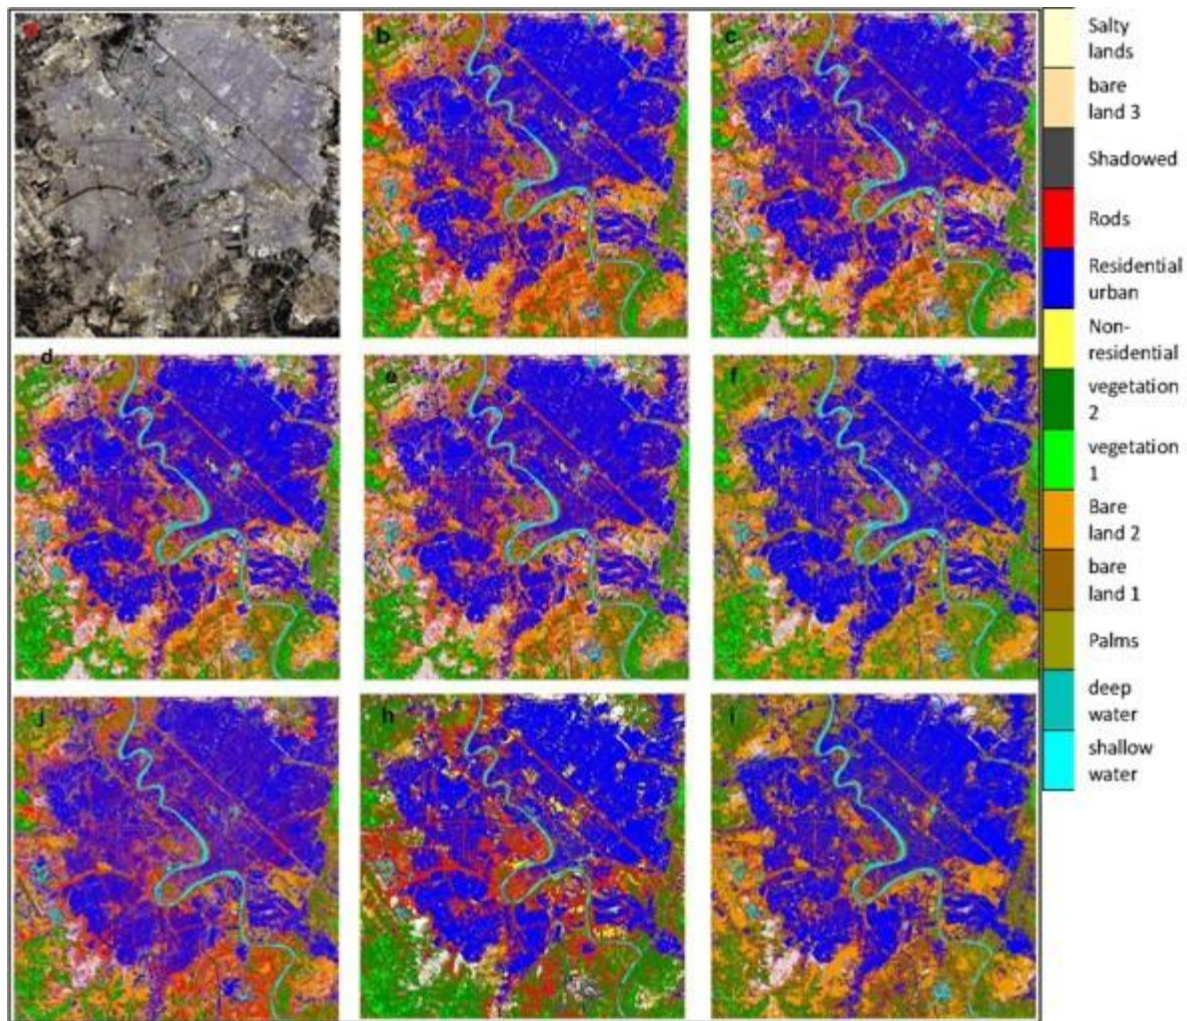 a
b
c
d
e
f
j
h
i
Salty
lands
bare
land 3
Shadowed
Rods
Residential
urban
Non-
residential
vegetation
2
vegetation
1
Bare
land 2
bare
land 1
Palms
deep
water
shallow
water